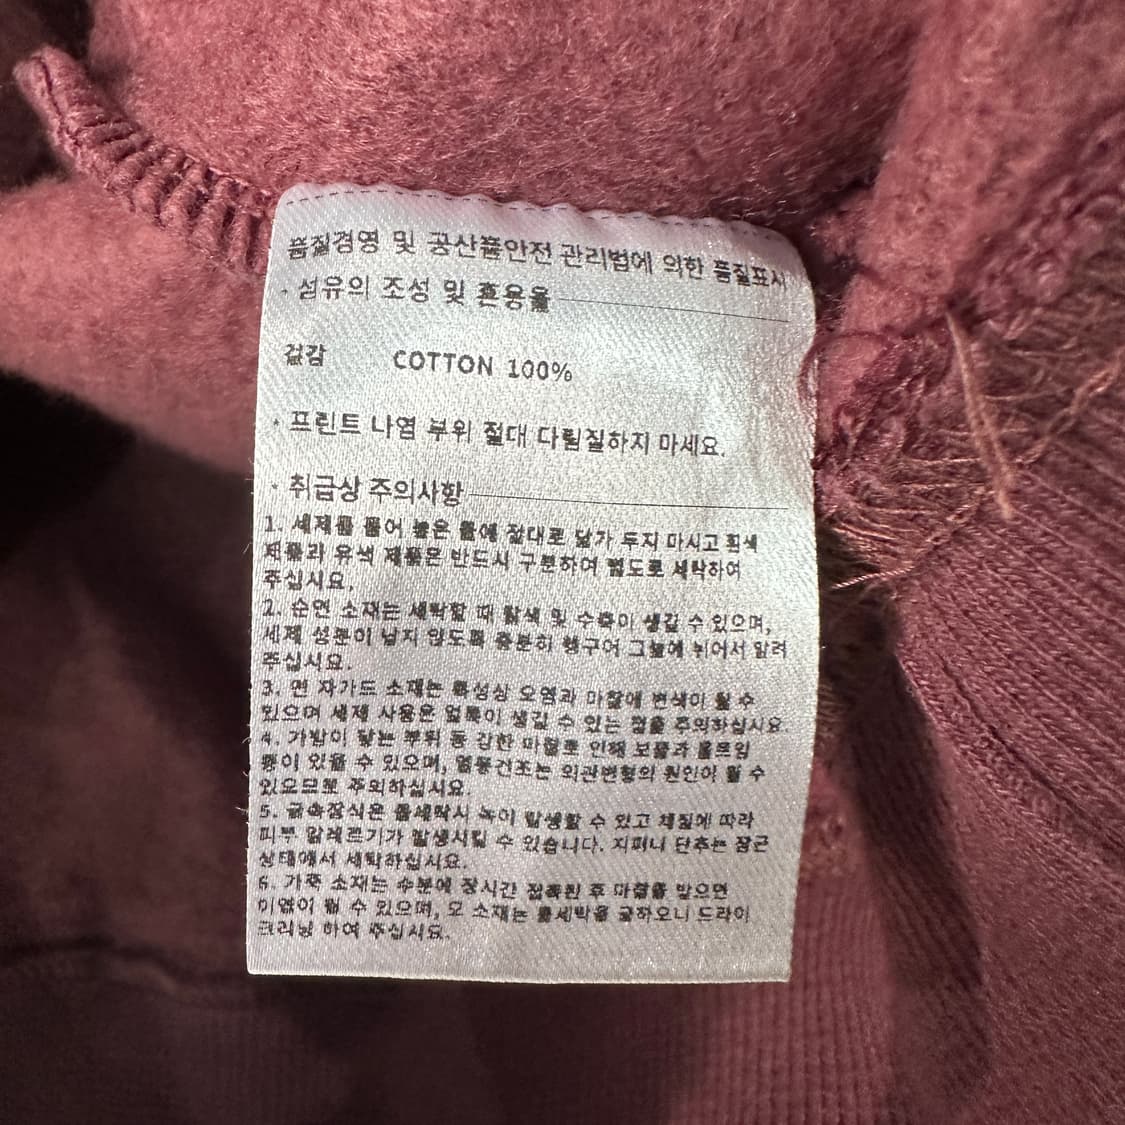 품질경영 및 공산품안전 관리법에 의한 품질표시
· 섬유의 조성 및 혼용율
겉감 COTTON 100%
· 프린트 나염 부위 절대 다림질하지 마세요.
· 취급상 주의사항
1. 세제를 풀어 놓은 물에 절대로 담가 두지 마시고 흰색
제품과 유색 제품은 반드시 구분하여 별도로 세탁하여
주십시요.
2. 순면 소재는 세탁할 때 탈색 및 수축이 생길 수 있으며,
세제 성분이 남지 않도록 충분히 헹구어 그늘에 뉘어서 말려
주십시요.
3. 면 자가드 소재는 특성상 오염과 마찰에 변색이 될 수
있으며 세제 사용은 얼룩이 생길 수 있는 점을 주의하십시요.
4. 가방이 닿는 부위 등 강한 마찰로 인해 보풀과 올트임
등이 있을 수 있으며, 열풍건조는 외관변형의 원인이 될 수
있으므로 주의하십시요.
5. 금속장식은 물세탁시 녹이 발생할 수 있고 체질에 따라
피부 알레르기가 발생시킬 수 있습니다. 지퍼나 단추는 잠근
상태에서 세탁하십시요.
6. 가죽 소재는 수분에 장시간 접촉된 후 마찰을 받으면
이염이 될 수 있으며, 모 소재는 물세탁을 금하오니 드라이
크리닝 하여 주십시요.